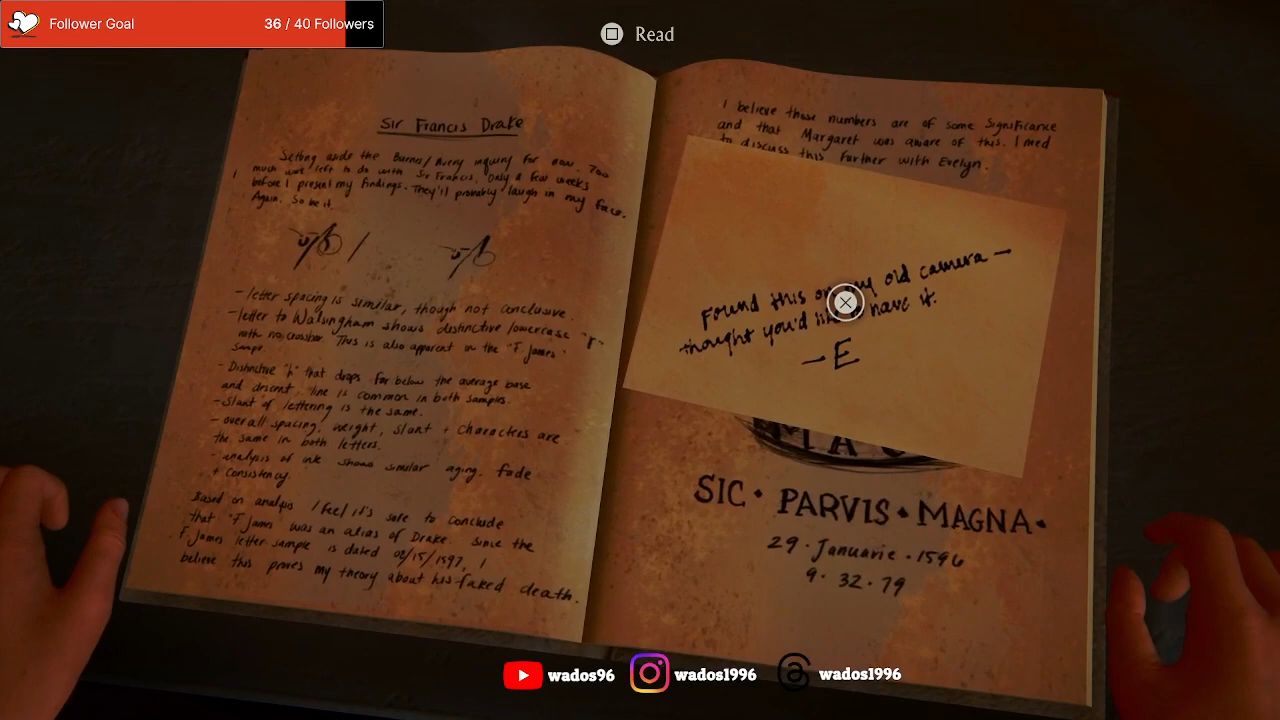 Follower Goal
36 / 40 Followers
Read
Sir Francis Drake
Setting aside the Burnes/Avery inquiry for now. Too
much work left to do with Sir Francis. Only a few weeks
before I present my findings. They'll probably laugh in my face.
Again. So be it.
- letter spacing is similar, though not conclusive.
- letter to Walsingham shows distinctive lowercase "T"
with no crossbar. This is also apparent in the "F. James"
sample.
- Distinctive "h" that drops far below the average base
and descent line is common in both samples.
- Slant of lettering is the same.
- overall spacing, weight, slant + characters are
the same in both letters.
- analysis of ink shows similar aging, fade
+ consistency.
Based on analysis I feel it's safe to conclude
that "F. James" was an alias of Drake. Since the
F. James letter sample is dated 02/15/1597, I
believe this proves my theory about his faked death.
I believe these numbers are of some significance
and that Margaret was aware of this. I need
to discuss this further with Evelyn.
Found this on my old camera —
thought you'd like to have it.
— E
SIC • PARVIS • MAGNA •
29 • Januarie • 1596
9 • 32 • 79
wados96
wados1996
wados1996